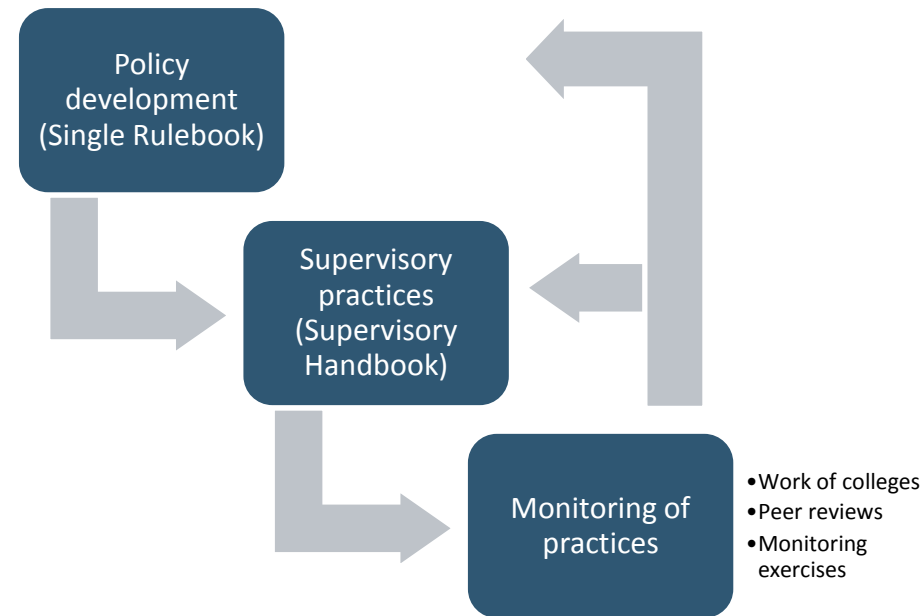 Policy
development
(Single Rulebook)
Supervisory
practices
(Supervisory
Handbook)
Monitoring of
practices
•Work of colleges
•Peer reviews
•Monitoring
exercises